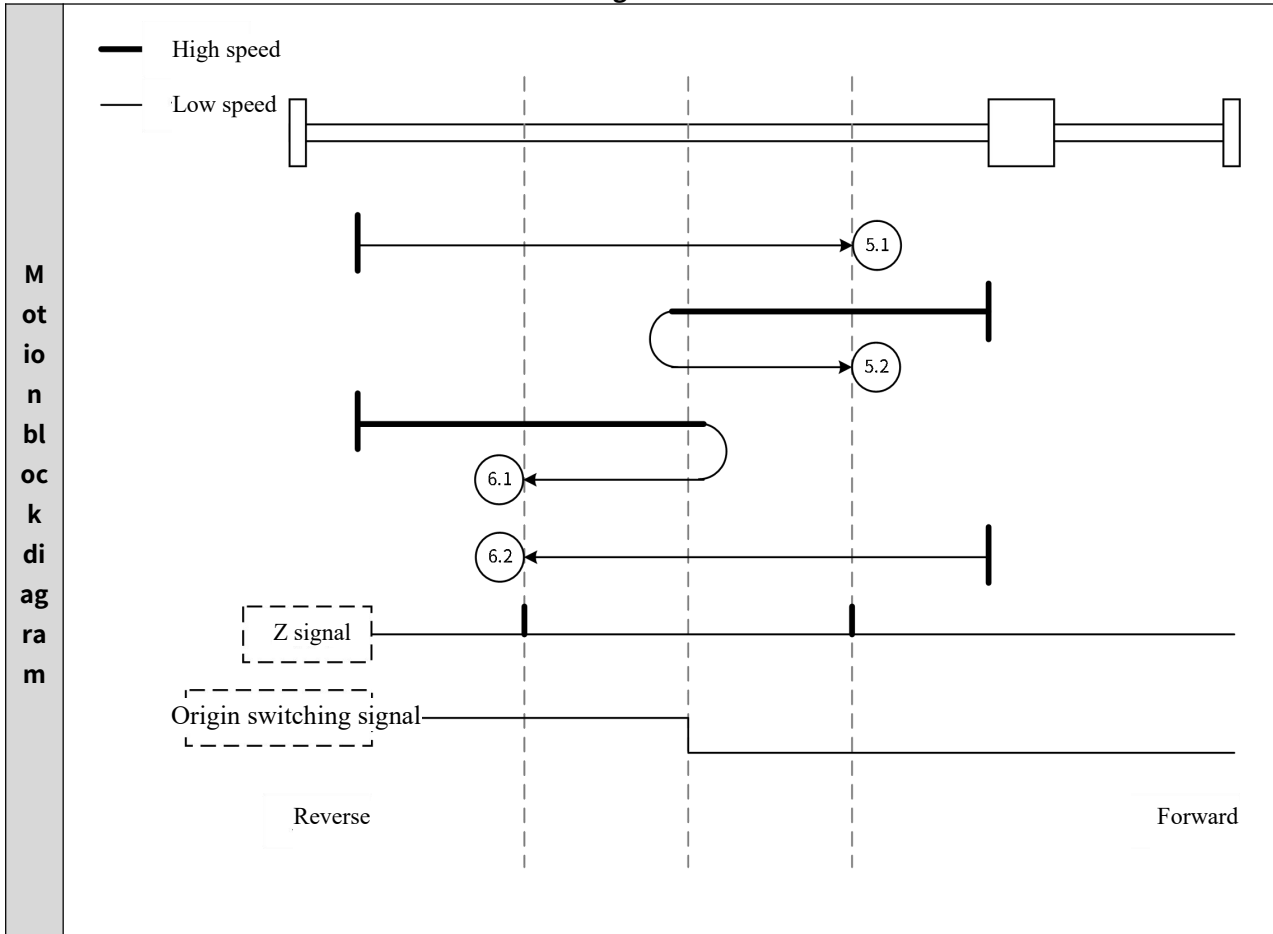 High speed
Low speed
M
ot
io
n
bl
oc
k
di
ag
ra
m
5.1
5.2
6.1
6.2
Z signal
Origin switching signal
Reverse
Forward